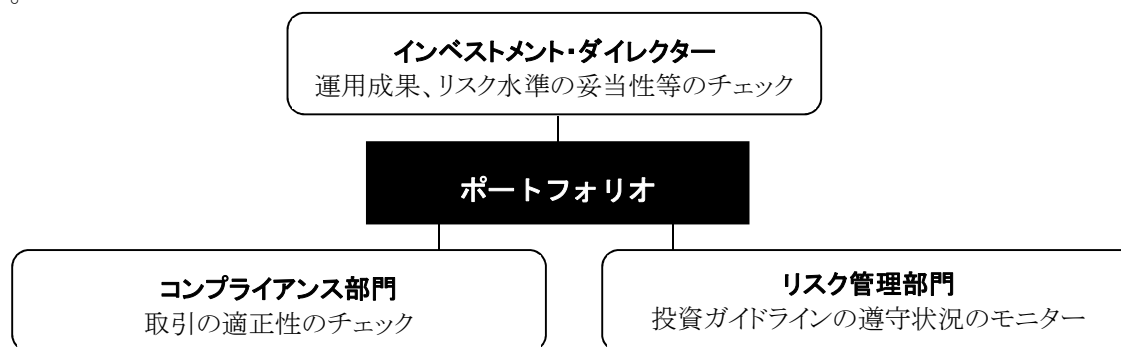 。
インベストメント・ダイレクター
運用成果、リスク水準の妥当性等のチェック
ポートフォリオ
コンプライアンス部門
取引の適正性のチェック
リスク管理部門
投資ガイドラインの遵守状況のモニター